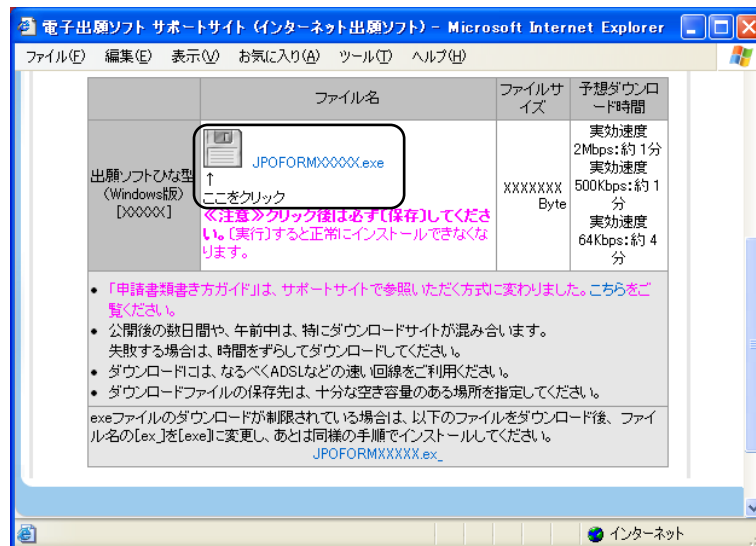 電子出願ソフト サポートサイト (インターネット出願ソフト) - Microsoft Internet Explorer
ファイル(F) 編集(E) 表示(V) お気に入り(A) ツール(T) ヘルプ(H)
ファイル名
ファイルサ
イズ
予想ダウンロ
ード時間
出願ソフトひな型
(Windows版)
[XXXXX]
JPOFORMXXXXX.exe
↑
ここをクリック
≪注意≫クリック後は必ず[保存]してくださ
い。[実行]すると正常にインストールできなくな
ります。
XXXXXXX
Byte
実効速度
2Mbps:約1分
実効速度
500Kbps:約1
分
実効速度
64Kbps:約4
分
• 「申請書類書き方ガイド」は、サポートサイトで参照いただく方式に変わりました。こちらをご
覧ください。
• 公開後の数日間や、午前中は、特にダウンロードサイトが混み合います。
失敗する場合は、時間をずらしてダウンロードしてください。
• ダウンロードには、なるべくADSLなどの速い回線をご利用ください。
• ダウンロードファイルの保存先は、十分な空き容量のある場所を指定してください。
exeファイルのダウンロードが制限されている場合は、以下のファイルをダウンロード後、ファイ
ル名の[ex_]を[exe]に変更し、あとは同様の手順でインストールしてください。
JPOFORMXXXXX.ex_
インターネット